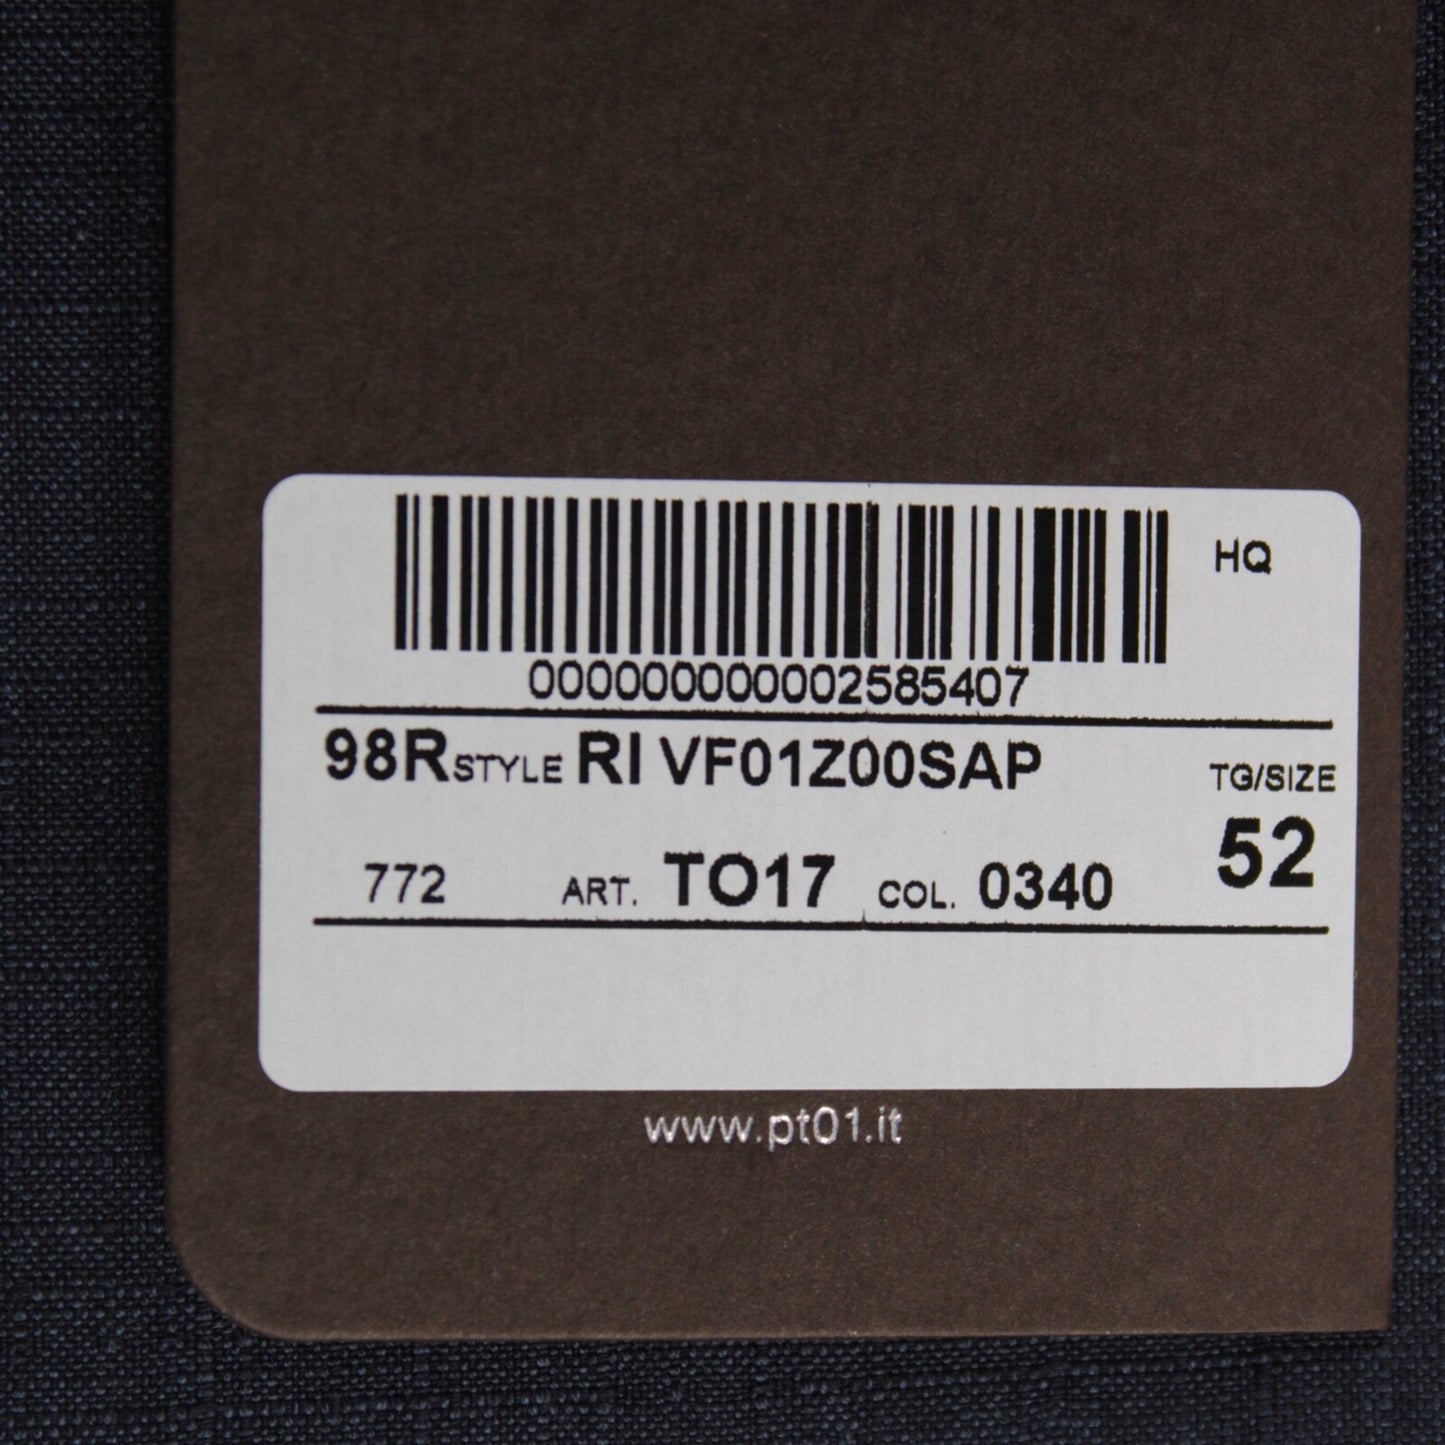 HQ
000000000002585407
98R STYLE RI VF01Z00SAP TG/SIZE
772 ART. TO17 COL. 0340 52
www.pt01.it